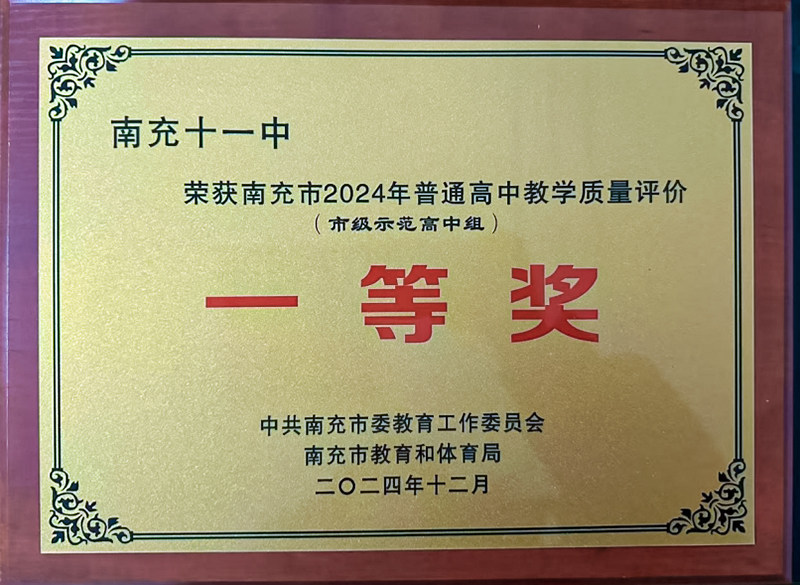 南充十一中
荣获南充市2024年普通高中教学质量评价
（市级示范高中组）
一等奖
中共南充市委教育工作委员会
南充市教育和体育局
二〇二四年十二月